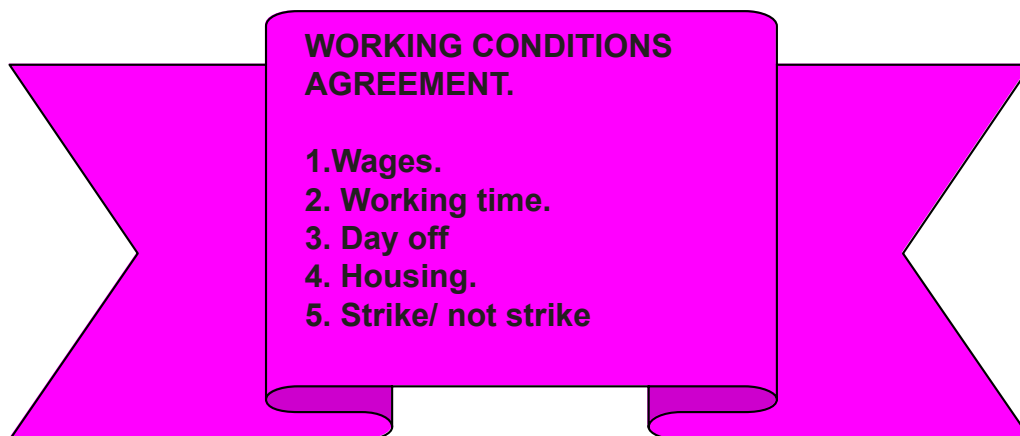 WORKING CONDITIONS
AGREEMENT.
1.Wages.
2. Working time.
3. Day off
4. Housing.
5. Strike/ not strike